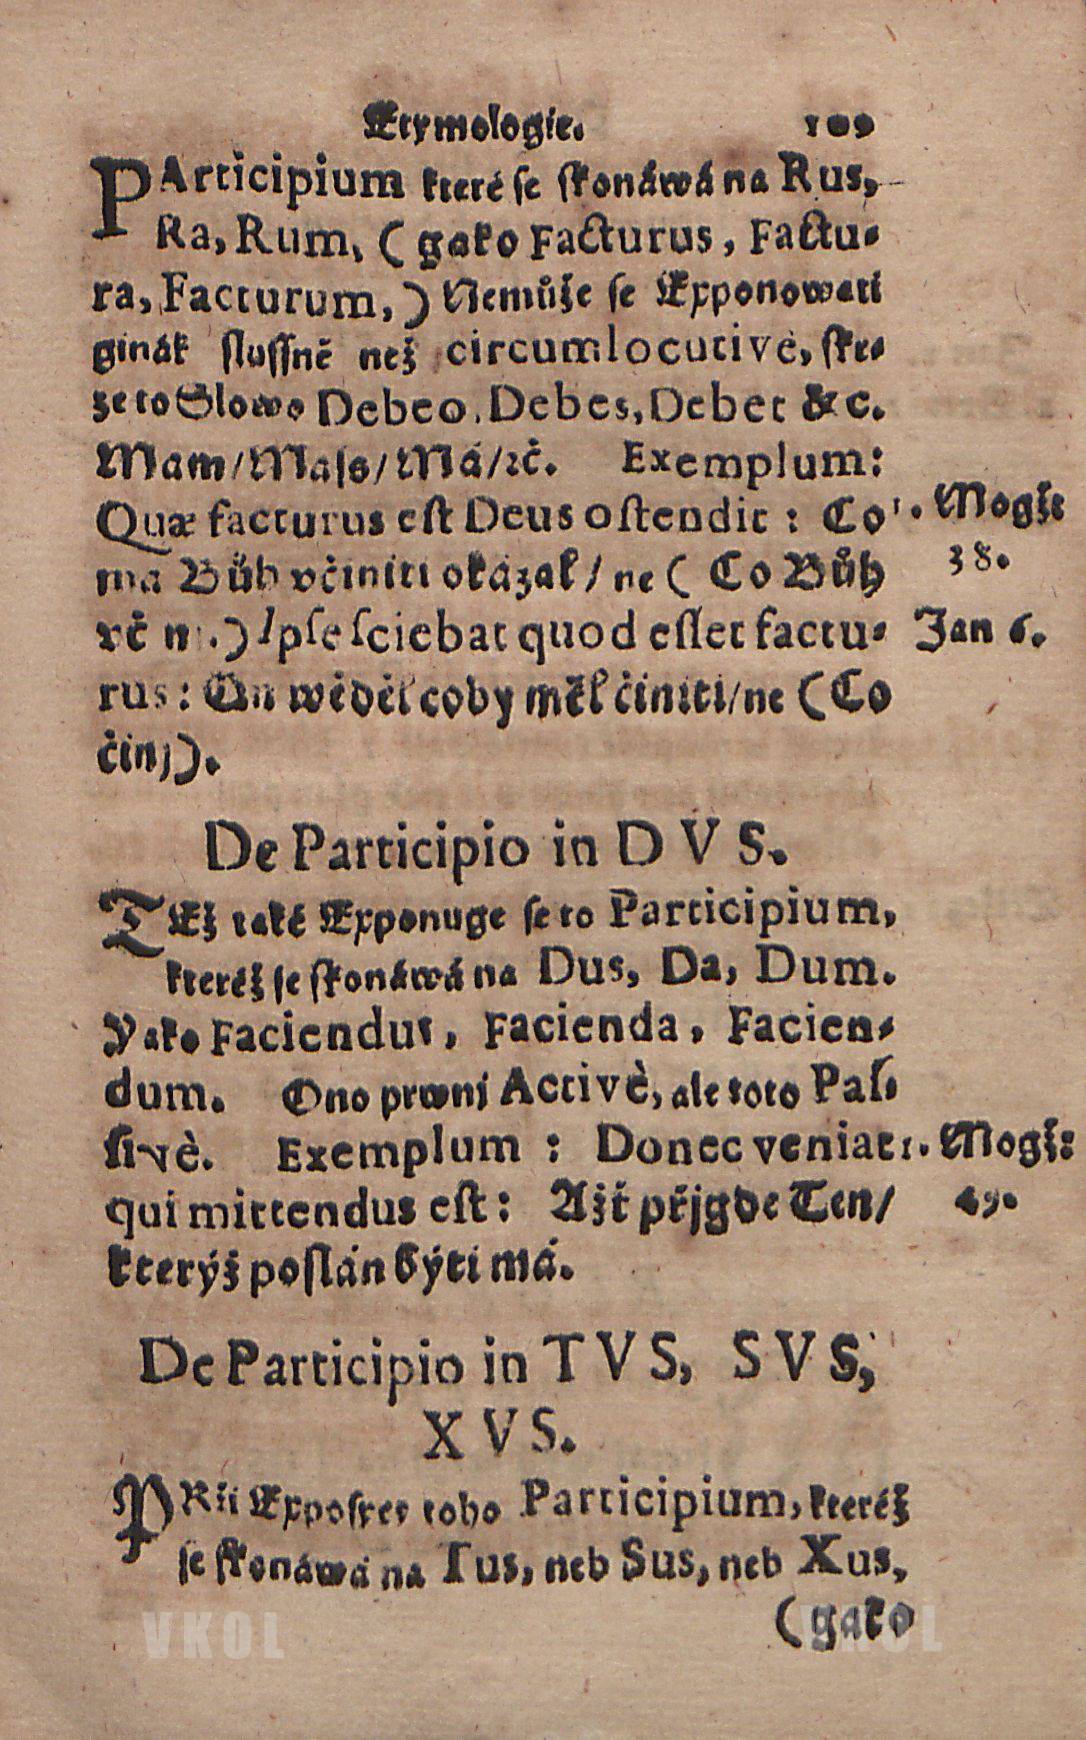 Etymologie. 109
PArticipium které se skonáwá na Rus,
Ra, Rum, (gako Facturus, Factu-
ra, Facturum,) Nemůže se Exponowati
ginák slussně než circumlocutivè, skr-
ze to Slowo Debeo, Debes, Debet &c.
Mam/Mass/Má/ꝛč. Exemplum:
Quæ facturus est Deus ostendit: Co 1. Mogž:
má Bůh včiniti okázal/ ne (Co Bůh 38.
vč n .) Ipse sciebat quod esset factu- Jan 6.
rus: On wěděl coby měl činiti/ne (Co
činj).
De Participio in DVS.
TEž také Exponuge se to Participium,
kteréž se skonáwá na Dus, Da, Dum.
Yako Faciendus, Facienda, Facien-
dum. Ono prwnj Activè, ale toto Pas-
sivè. Exemplum: Donec veniat 1. Mogž:
qui mittendus est: Ažť přjgde Ten/ 49.
kterýž poslán býti má.
De Participio in TVS, SVS,
XVS.
PRži Exposycy toho Participium, kteréž
se skonáwá na Tus, neb Sus, neb Xus,
(gako
VKOL
VKOL